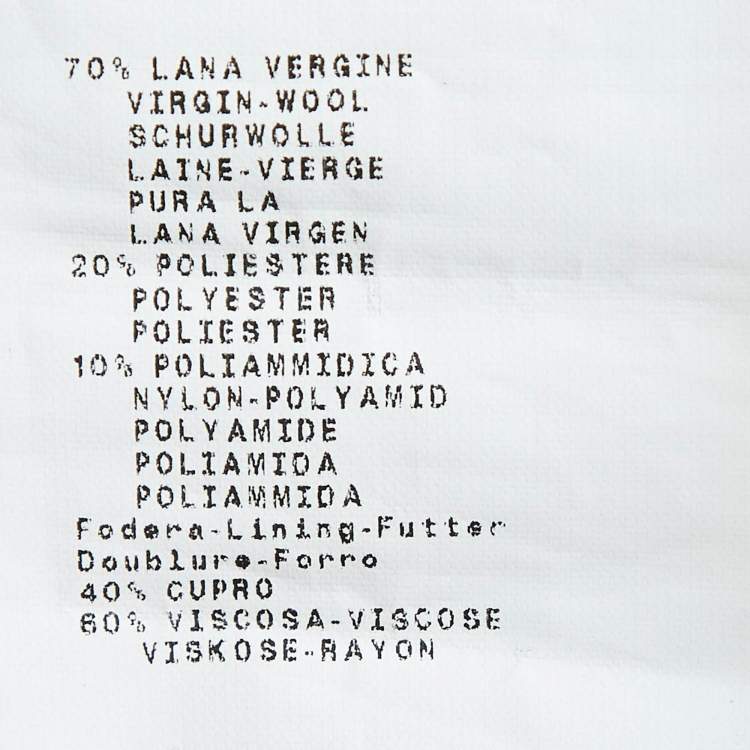 70% LANA VERGINE
VIRGIN-WOOL
SCHURWOLLE
LAINE-VIERGE
PURA LA
LANA VIRGEN
20% POLIESTERE
POLYESTER
POLIESTER
10% POLIAMMIDICA
NYLON-POLYAMID
POLYAMIDE
POLIAMIDA
POLIAMMIDA
Fodera-Lining-Futter
Doublure-Forro
40% CUPRO
60% VISCOSA-VISCOSE
VISKOSE-RAYON